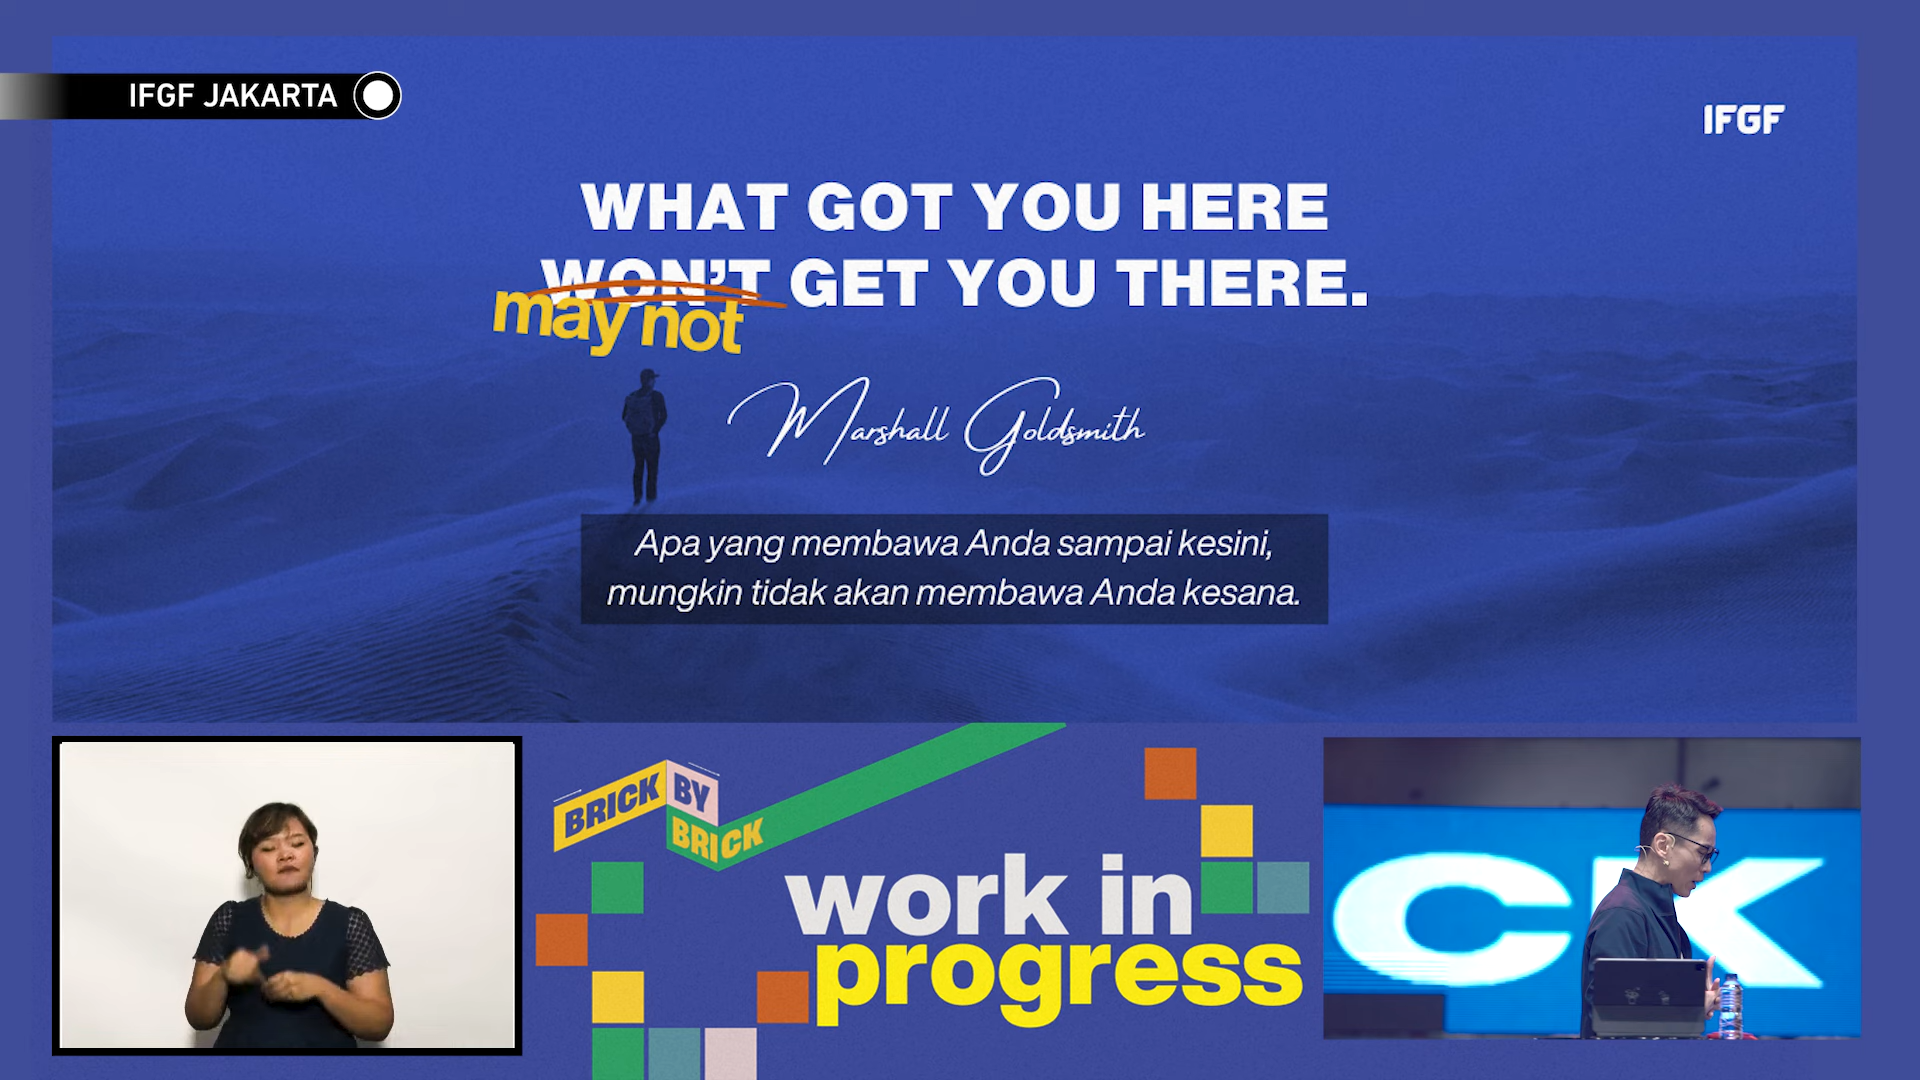 IFGF JAKARTA
IFGF
WHAT GOT YOU HERE
WON'T GET YOU THERE.
may not
Marshall Goldsmith
Apa yang membawa Anda sampai kesini,
mungkin tidak akan membawa Anda kesana.
BRICK BY
BRICK
work in
progress
CK